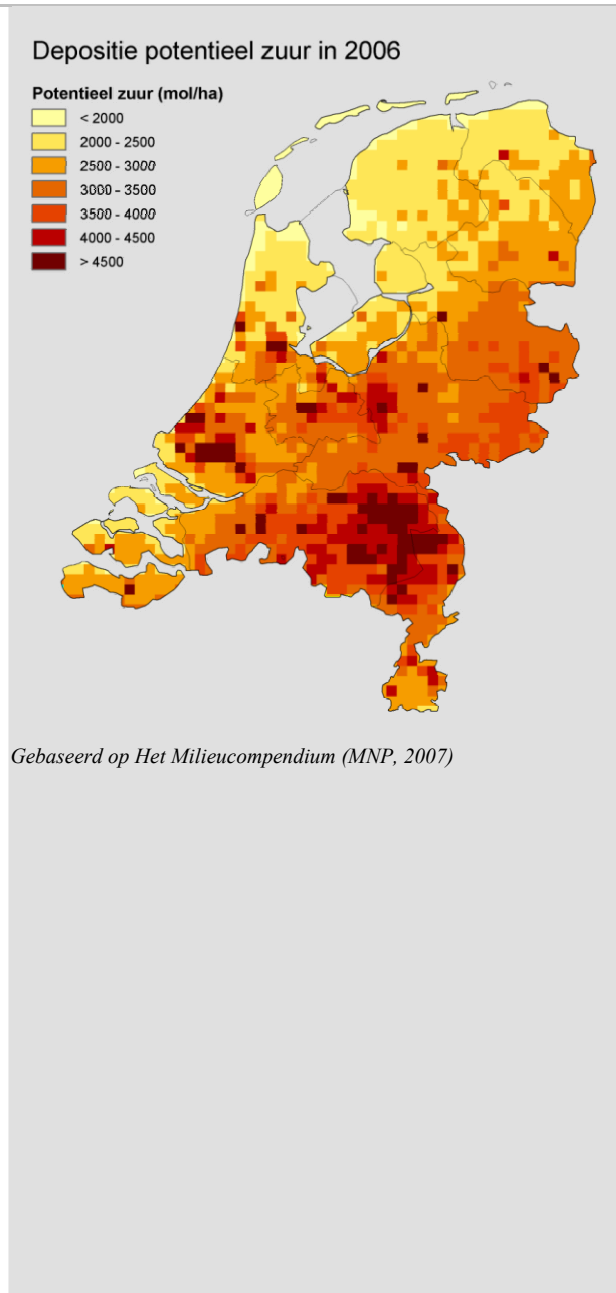 Depositie potentieel zuur in 2006
Potentieel zuur (mol/ha)
< 2000
2000 - 2500
2500 - 3000
3000 - 3500
3500 - 4000
4000 - 4500
> 4500
Gebaseerd op Het Milieucompendium (MNP, 2007)